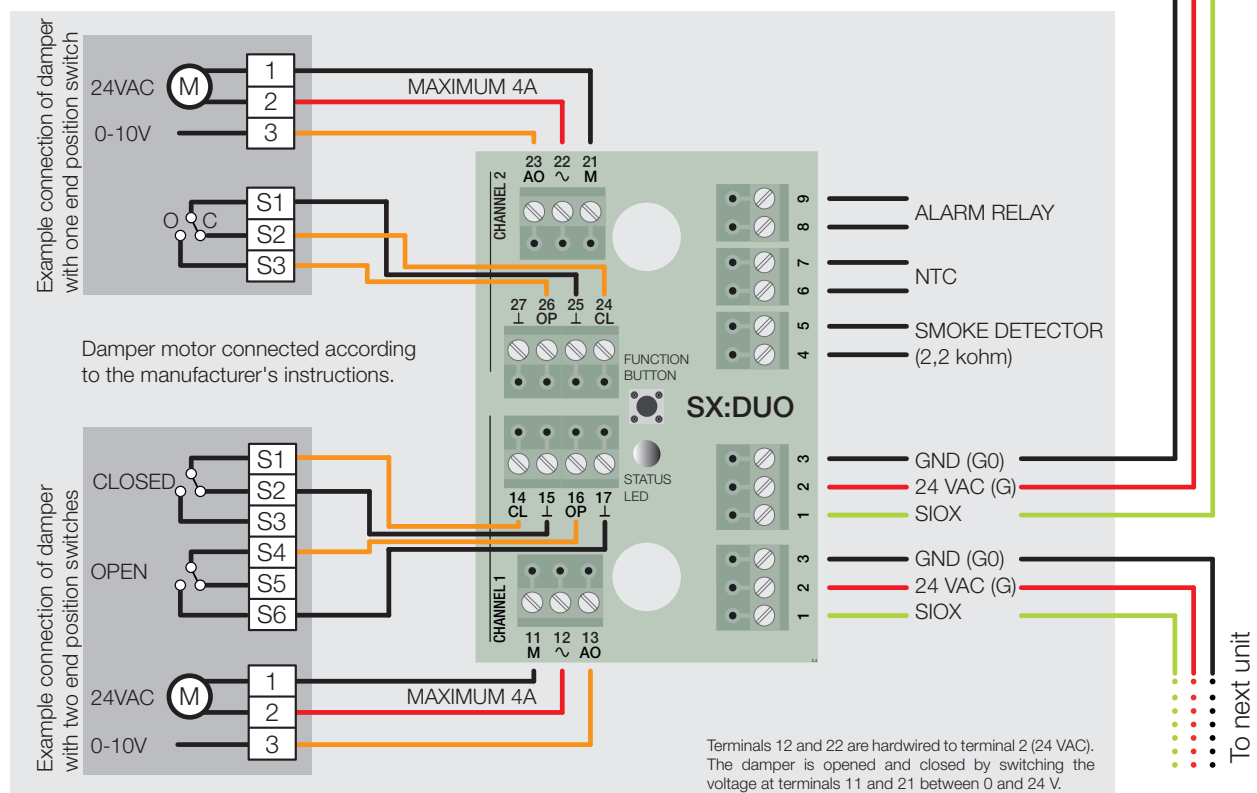 Example connection of damper
with one end position switch
24VAC
M
0-10V
1
2
3
MAXIMUM 4A
O C
S1
S2
S3
23 22 21
AO ∿ M
CHANNEL 2
27 26 25 24
⊥ OP ⊥ CL
Damper motor connected according
to the manufacturer's instructions.
FUNCTION
BUTTON
SX:DUO
STATUS
LED
9
8
ALARM RELAY
7
6
NTC
5
4
SMOKE DETECTOR
(2,2 kohm)
3
GND (G0)
2
24 VAC (G)
1
SIOX
3
GND (G0)
2
24 VAC (G)
1
SIOX
To next unit
Example connection of damper
with two end position switches
CLOSED
OPEN
S1
S2
S3
S4
S5
S6
14 15 16 17
CL ⊥ OP ⊥
CHANNEL 1
11 12 13
M ∿ AO
24VAC
M
0-10V
1
2
3
MAXIMUM 4A
Terminals 12 and 22 are hardwired to terminal 2 (24 VAC).
The damper is opened and closed by switching the
voltage at terminals 11 and 21 between 0 and 24 V.